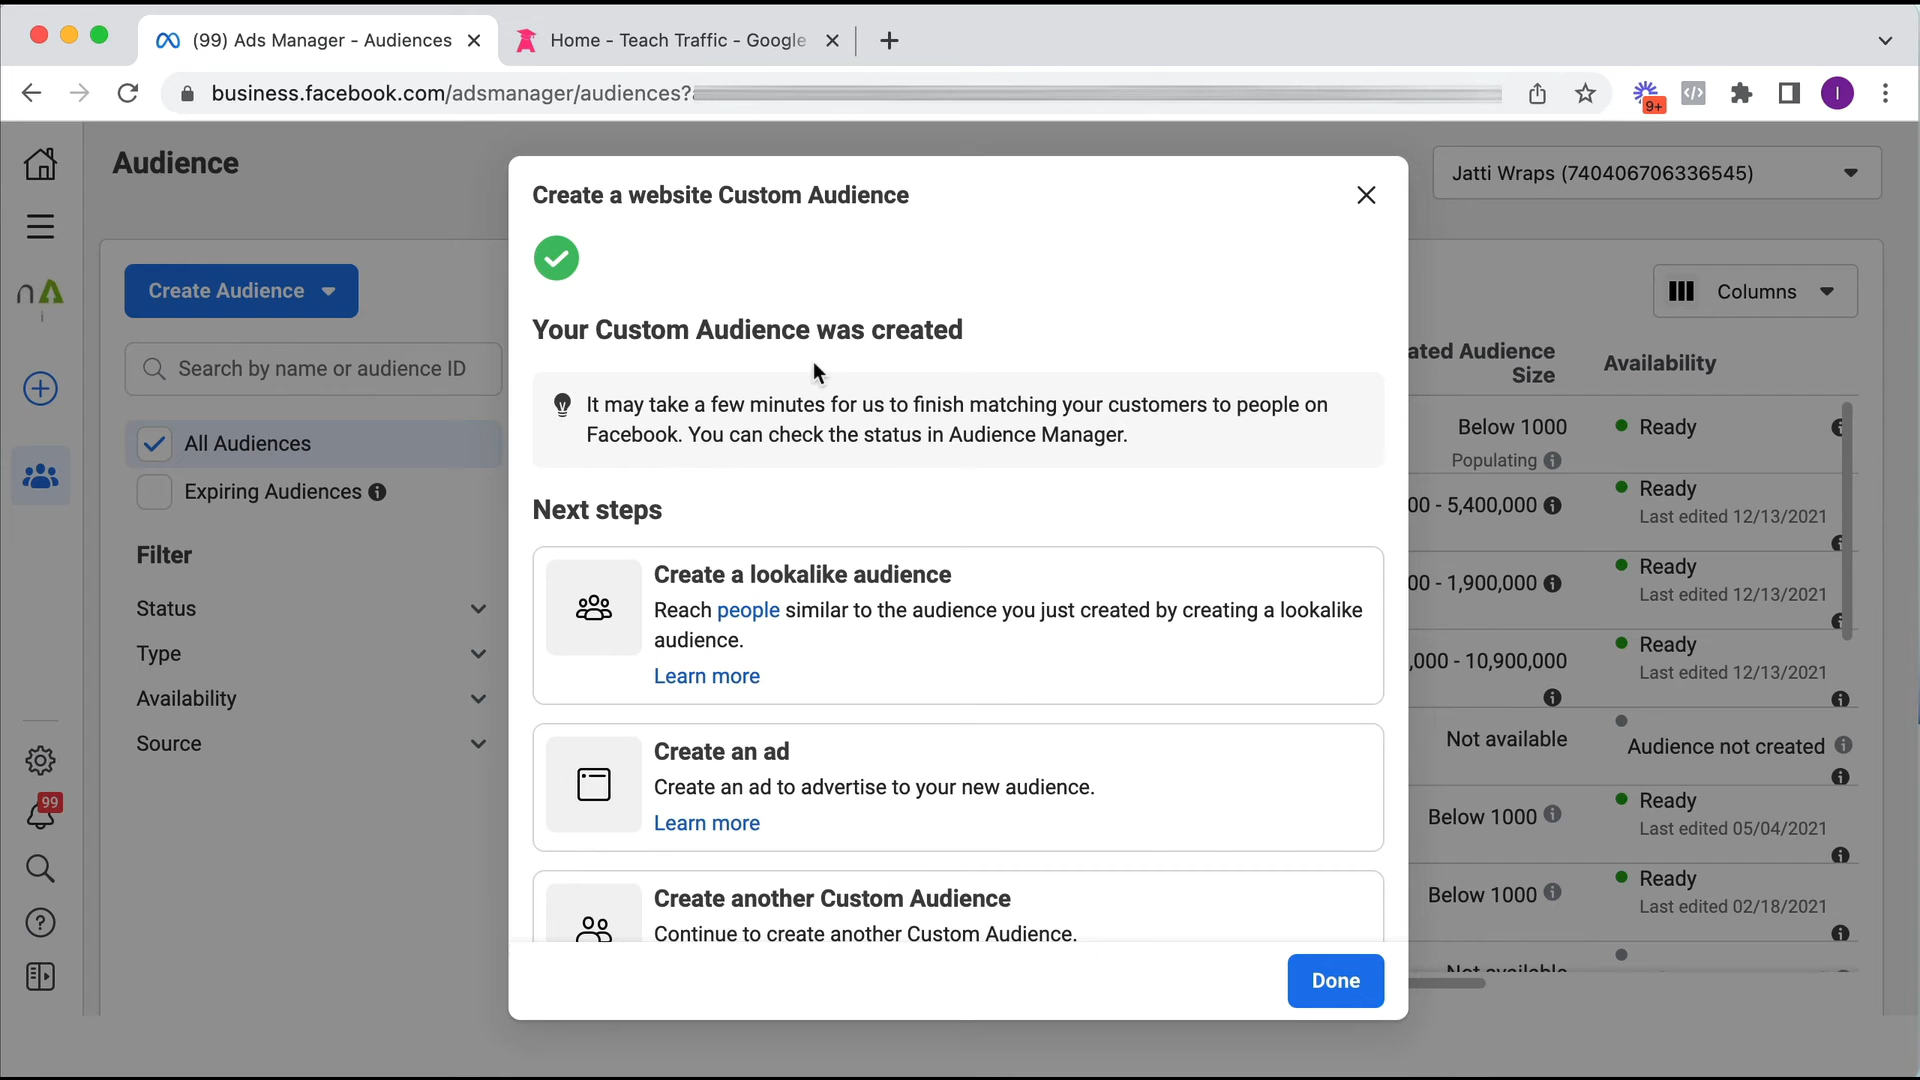 (99) Ads Manager - Audiences
Home - Teach Traffic - Google
business.facebook.com/adsmanager/audiences?
9+
I
Audience
Jatti Wraps (740406706336545)
Create Audience
Search by name or audience ID
All Audiences
Expiring Audiences
Filter
Status
Type
Availability
Source
99
Create a website Custom Audience
Your Custom Audience was created
It may take a few minutes for us to finish matching your customers to people on
Facebook. You can check the status in Audience Manager.
Next steps
Create a lookalike audience
Reach people similar to the audience you just created by creating a lookalike
audience.
Learn more
Create an ad
Create an ad to advertise to your new audience.
Learn more
Create another Custom Audience
Continue to create another Custom Audience.
Done
Columns
ated Audience
Size
Availability
Below 1000
Populating
Ready
00 - 5,400,000
Ready
Last edited 12/13/2021
00 - 1,900,000
Ready
Last edited 12/13/2021
,000 - 10,900,000
Ready
Last edited 12/13/2021
Not available
Audience not created
Below 1000
Ready
Last edited 05/04/2021
Below 1000
Ready
Last edited 02/18/2021
Not available